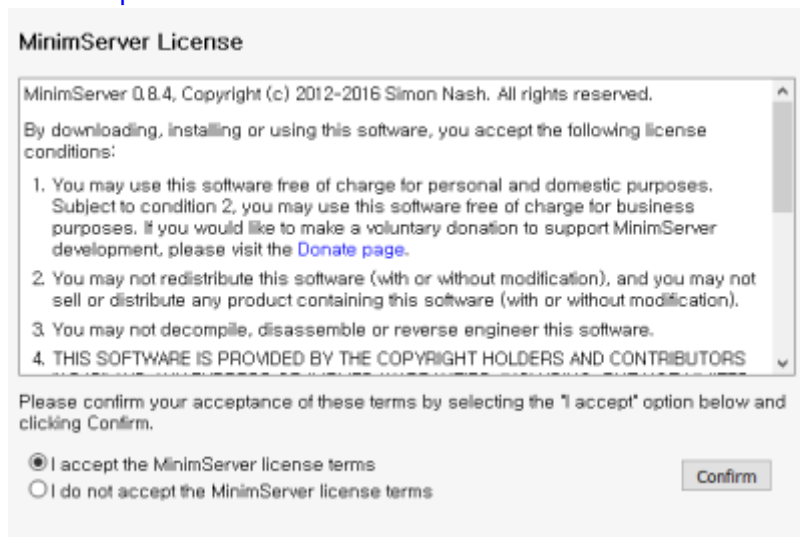 MinimServer License
MinimServer 0.8.4, Copyright (c) 2012-2016 Simon Nash. All rights reserved.
By downloading, installing or using this software, you accept the following license
conditions:
1. You may use this software free of charge for personal and domestic purposes.
Subject to condition 2, you may use this software free of charge for business
purposes. If you would like to make a voluntary donation to support MinimServer
development, please visit the Donate page.
2. You may not redistribute this software (with or without modification), and you may not
sell or distribute any product containing this software (with or without modification).
3. You may not decompile, disassemble or reverse engineer this software.
4. THIS SOFTWARE IS PROVIDED BY THE COPYRIGHT HOLDERS AND CONTRIBUTORS
Please confirm your acceptance of these terms by selecting the "I accept" option below and
clicking Confirm.
I accept the MinimServer license terms
Confirm
I do not accept the MinimServer license terms